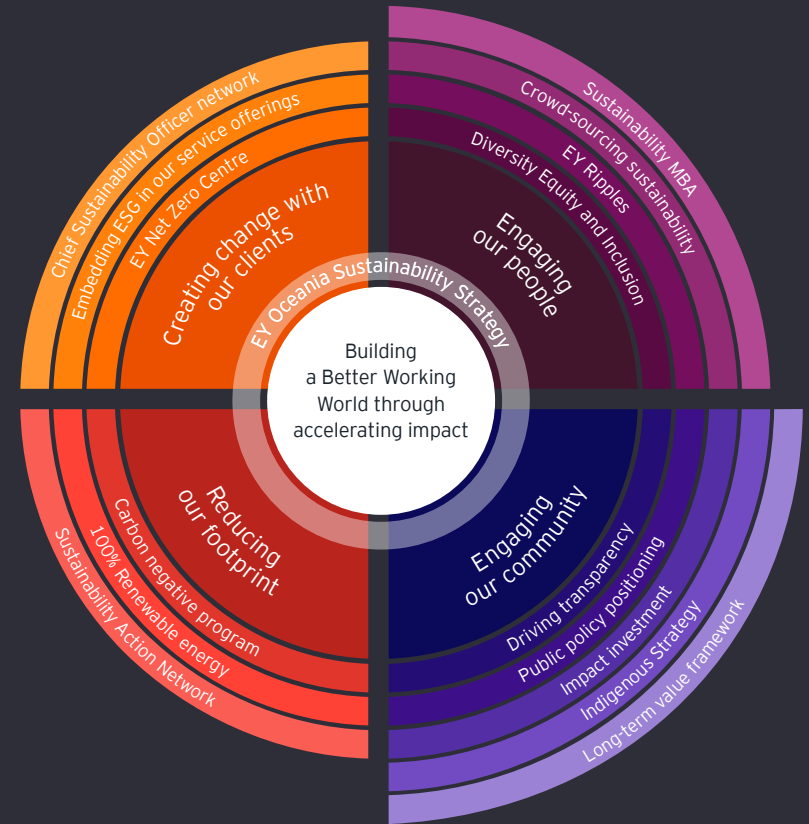 Building
a Better Working
World through
accelerating impact
EY Oceania Sustainability Strategy
Creating change with
our clients
EY Net Zero Centre
Embedding ESG in our service offerings
Chief Sustainability Officer network
Engaging
our people
Diversity Equity and Inclusion
EY Ripples
Crowd-sourcing sustainability
Sustainability MBA
Reducing
our footprint
Carbon negative program
100% Renewable energy
Sustainability Action Network
Engaging
our community
Driving transparency
Public policy positioning
Impact investment
Indigenous Strategy
Long-term value framework